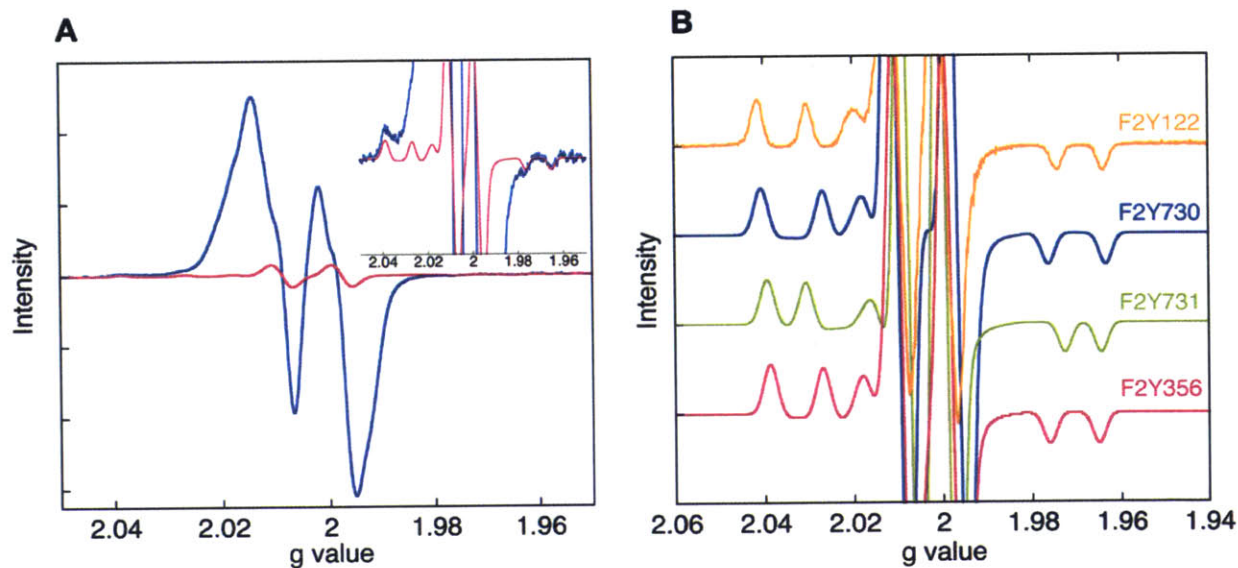 A
Intensity
2.04 2.02 2 1.98 1.96
2.04 2.02 2 1.98 1.96
g value
B
Intensity
F2Y122
F2Y730
F2Y731
F2Y356
2.06 2.04 2.02 2 1.98 1.96 1.94
g value